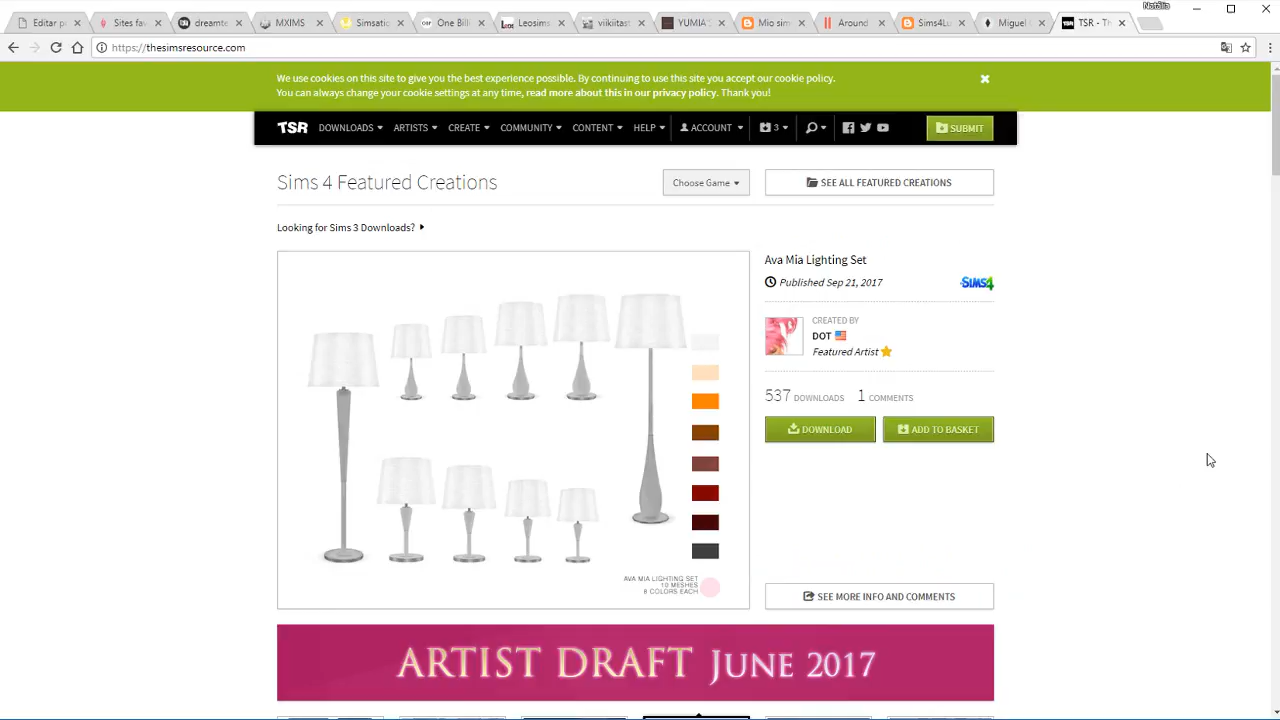 Natália
Editar p
Sites fav
dreamte
MXIMS
Simsatic
One Bill
Leosims
viikiitast
YUMIA'S
Mio sim
Around
Sims4Lu
Miguel C
TSR - Th
https://thesimsresource.com
We use cookies on this site to give you the best experience possible. By continuing to use this site you accept our cookie policy.
You can always change your cookie settings at any time, read more about this in our privacy policy. Thank you!
TSR DOWNLOADS ARTISTS CREATE COMMUNITY CONTENT HELP ACCOUNT 3 SUBMIT
Sims 4 Featured Creations
Choose Game
SEE ALL FEATURED CREATIONS
Looking for Sims 3 Downloads?
Ava Mia Lighting Set
Published Sep 21, 2017
SIMS4
CREATED BY
DOT
Featured Artist
537 DOWNLOADS 1 COMMENTS
DOWNLOAD
ADD TO BASKET
AVA MIA LIGHTING SET
10 MESHES
8 COLORS EACH
SEE MORE INFO AND COMMENTS
ARTIST DRAFT JUNE 2017